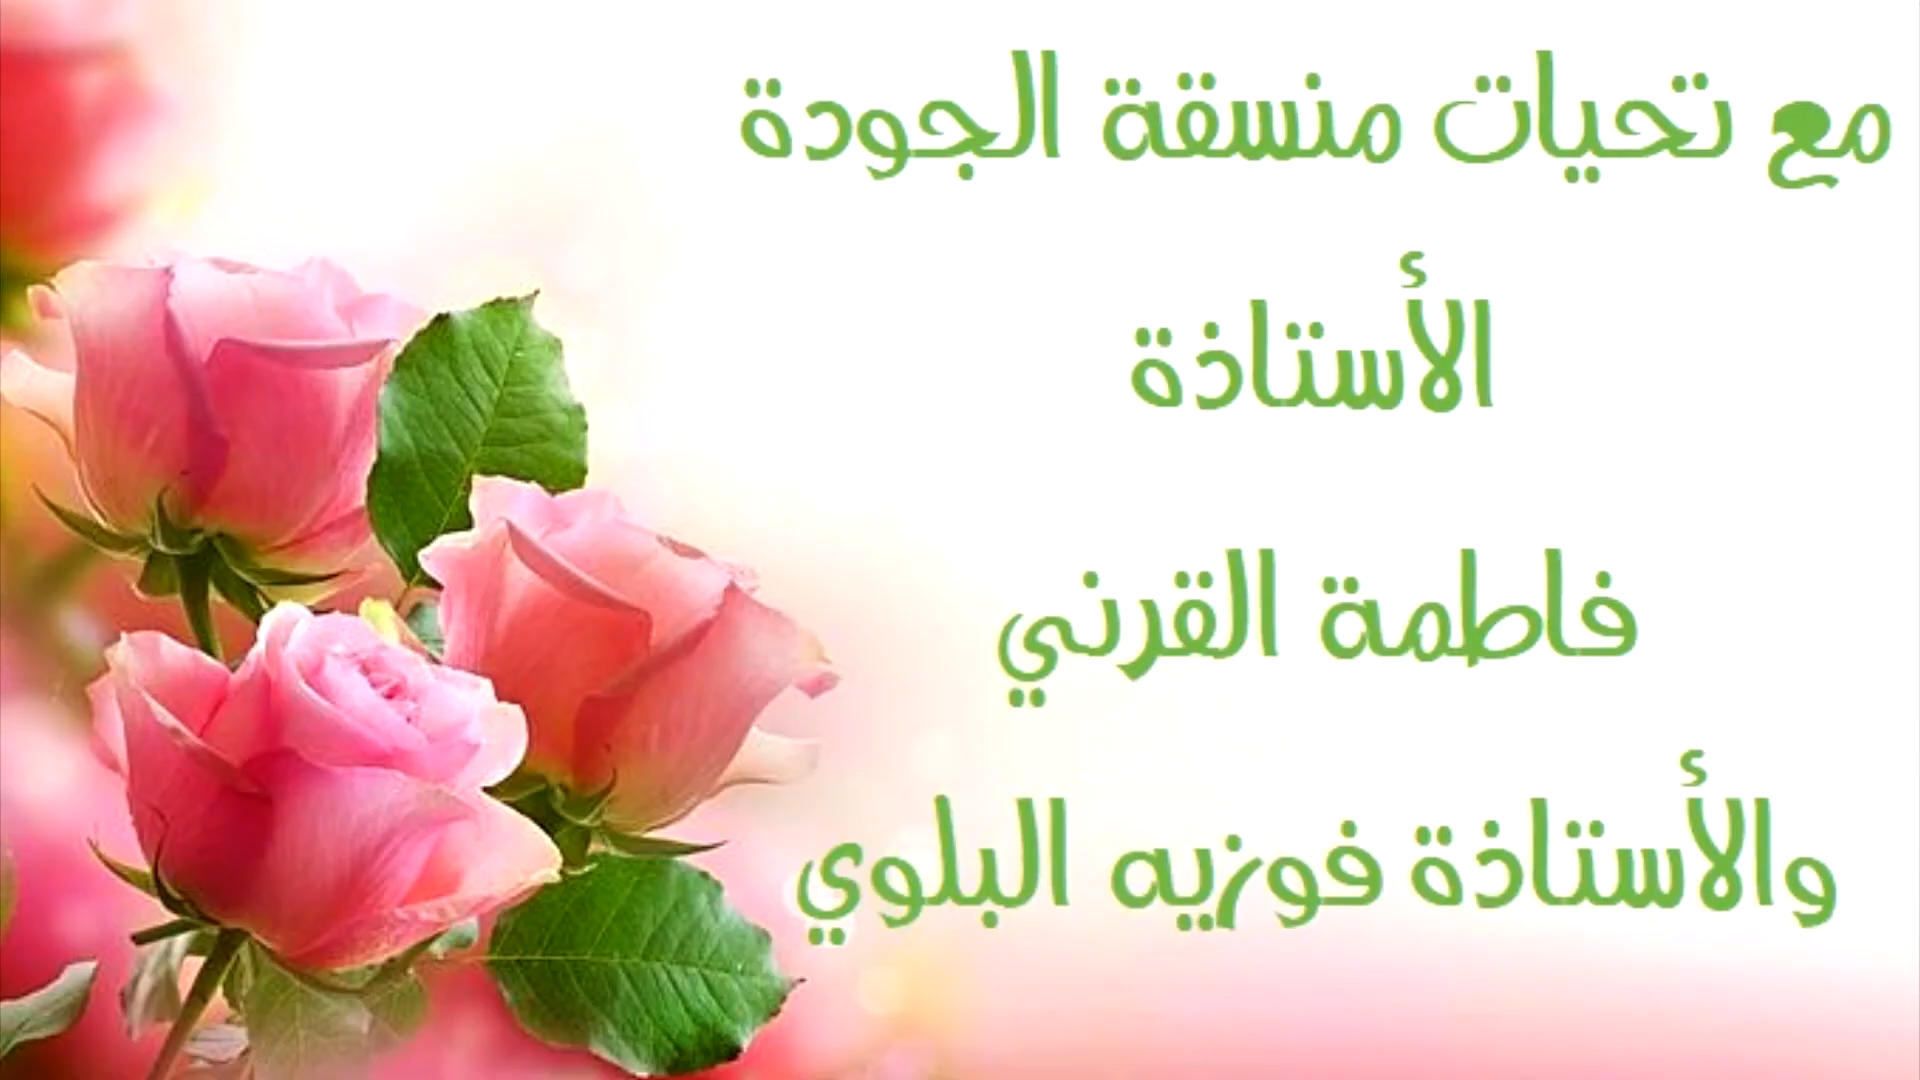 مع تحيات منسقة الجودة
الأستاذة
فاطمة القرني
والأستاذة فوزيه البلوي